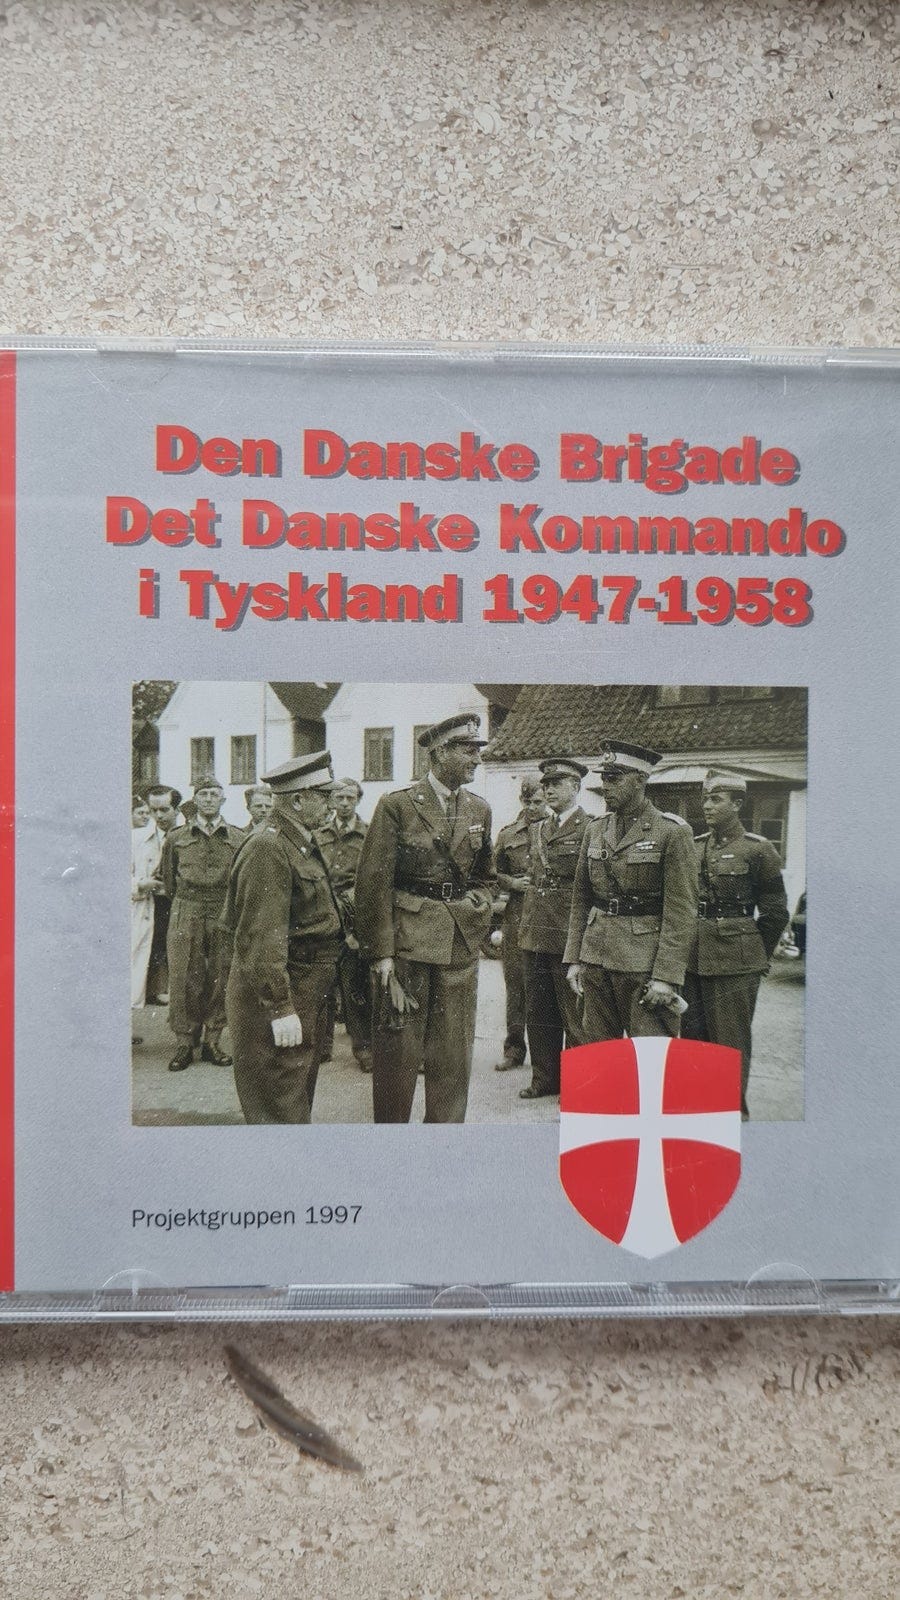 Den Danske Brigade
Det Danske Kommando
i Tyskland 1947-1958
Projektgruppen 1997